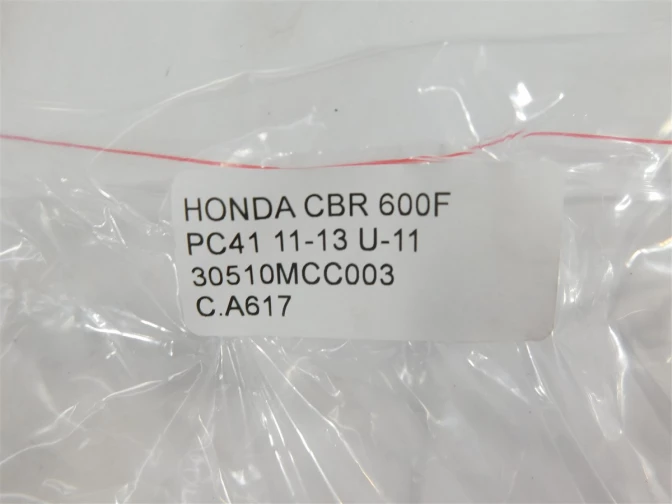 HONDA CBR 600F
PC41 11-13 U-11
30510MCC003
C.A617